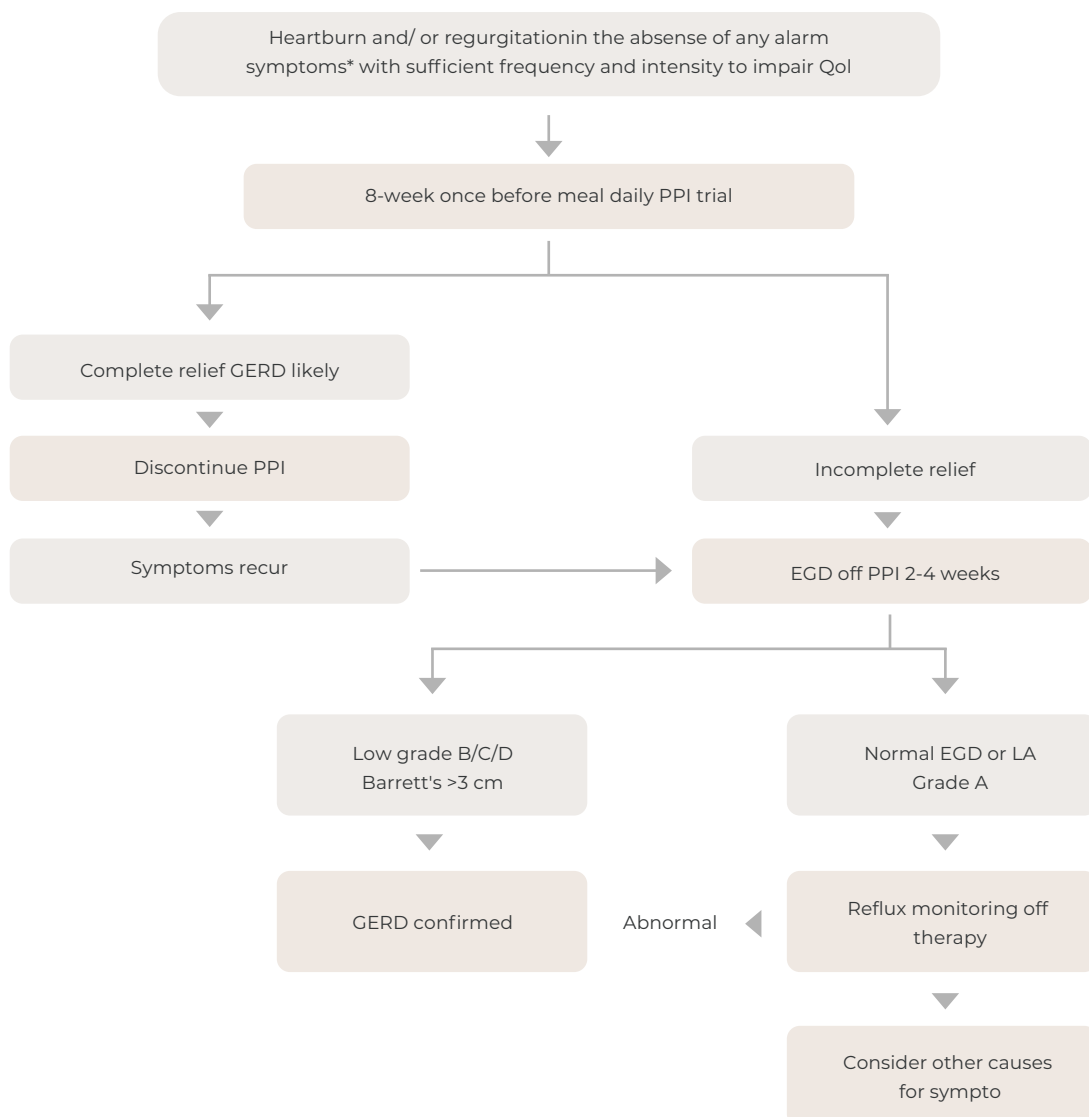 Heartburn and/ or regurgitationin the absense of any alarm
symptoms* with sufficient frequency and intensity to impair Qol
8-week once before meal daily PPI trial
Complete relief GERD likely
Discontinue PPI
Incomplete relief
Symptoms recur
EGD off PPI 2-4 weeks
Low grade B/C/D
Barrett's >3 cm
Normal EGD or LA
Grade A
GERD confirmed
Abnormal
Reflux monitoring off
therapy
Consider other causes
for sympto